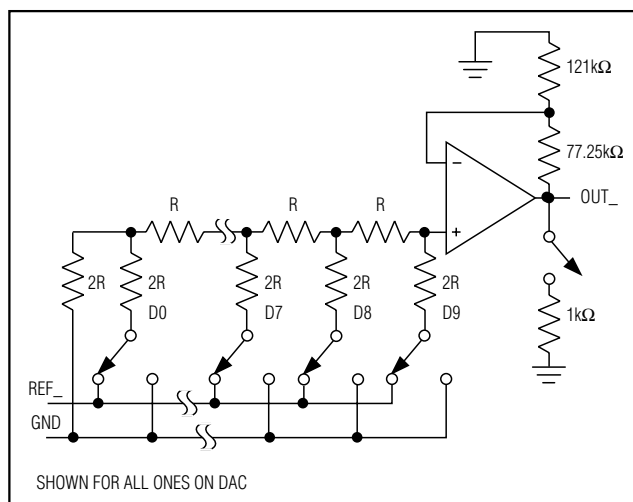 121kΩ
77.25kΩ
−
OUT_
R R R
+
2R 2R 2R 2R 2R
D0 D7 D8 D9
1kΩ
REF_
GND
SHOWN FOR ALL ONES ON DAC